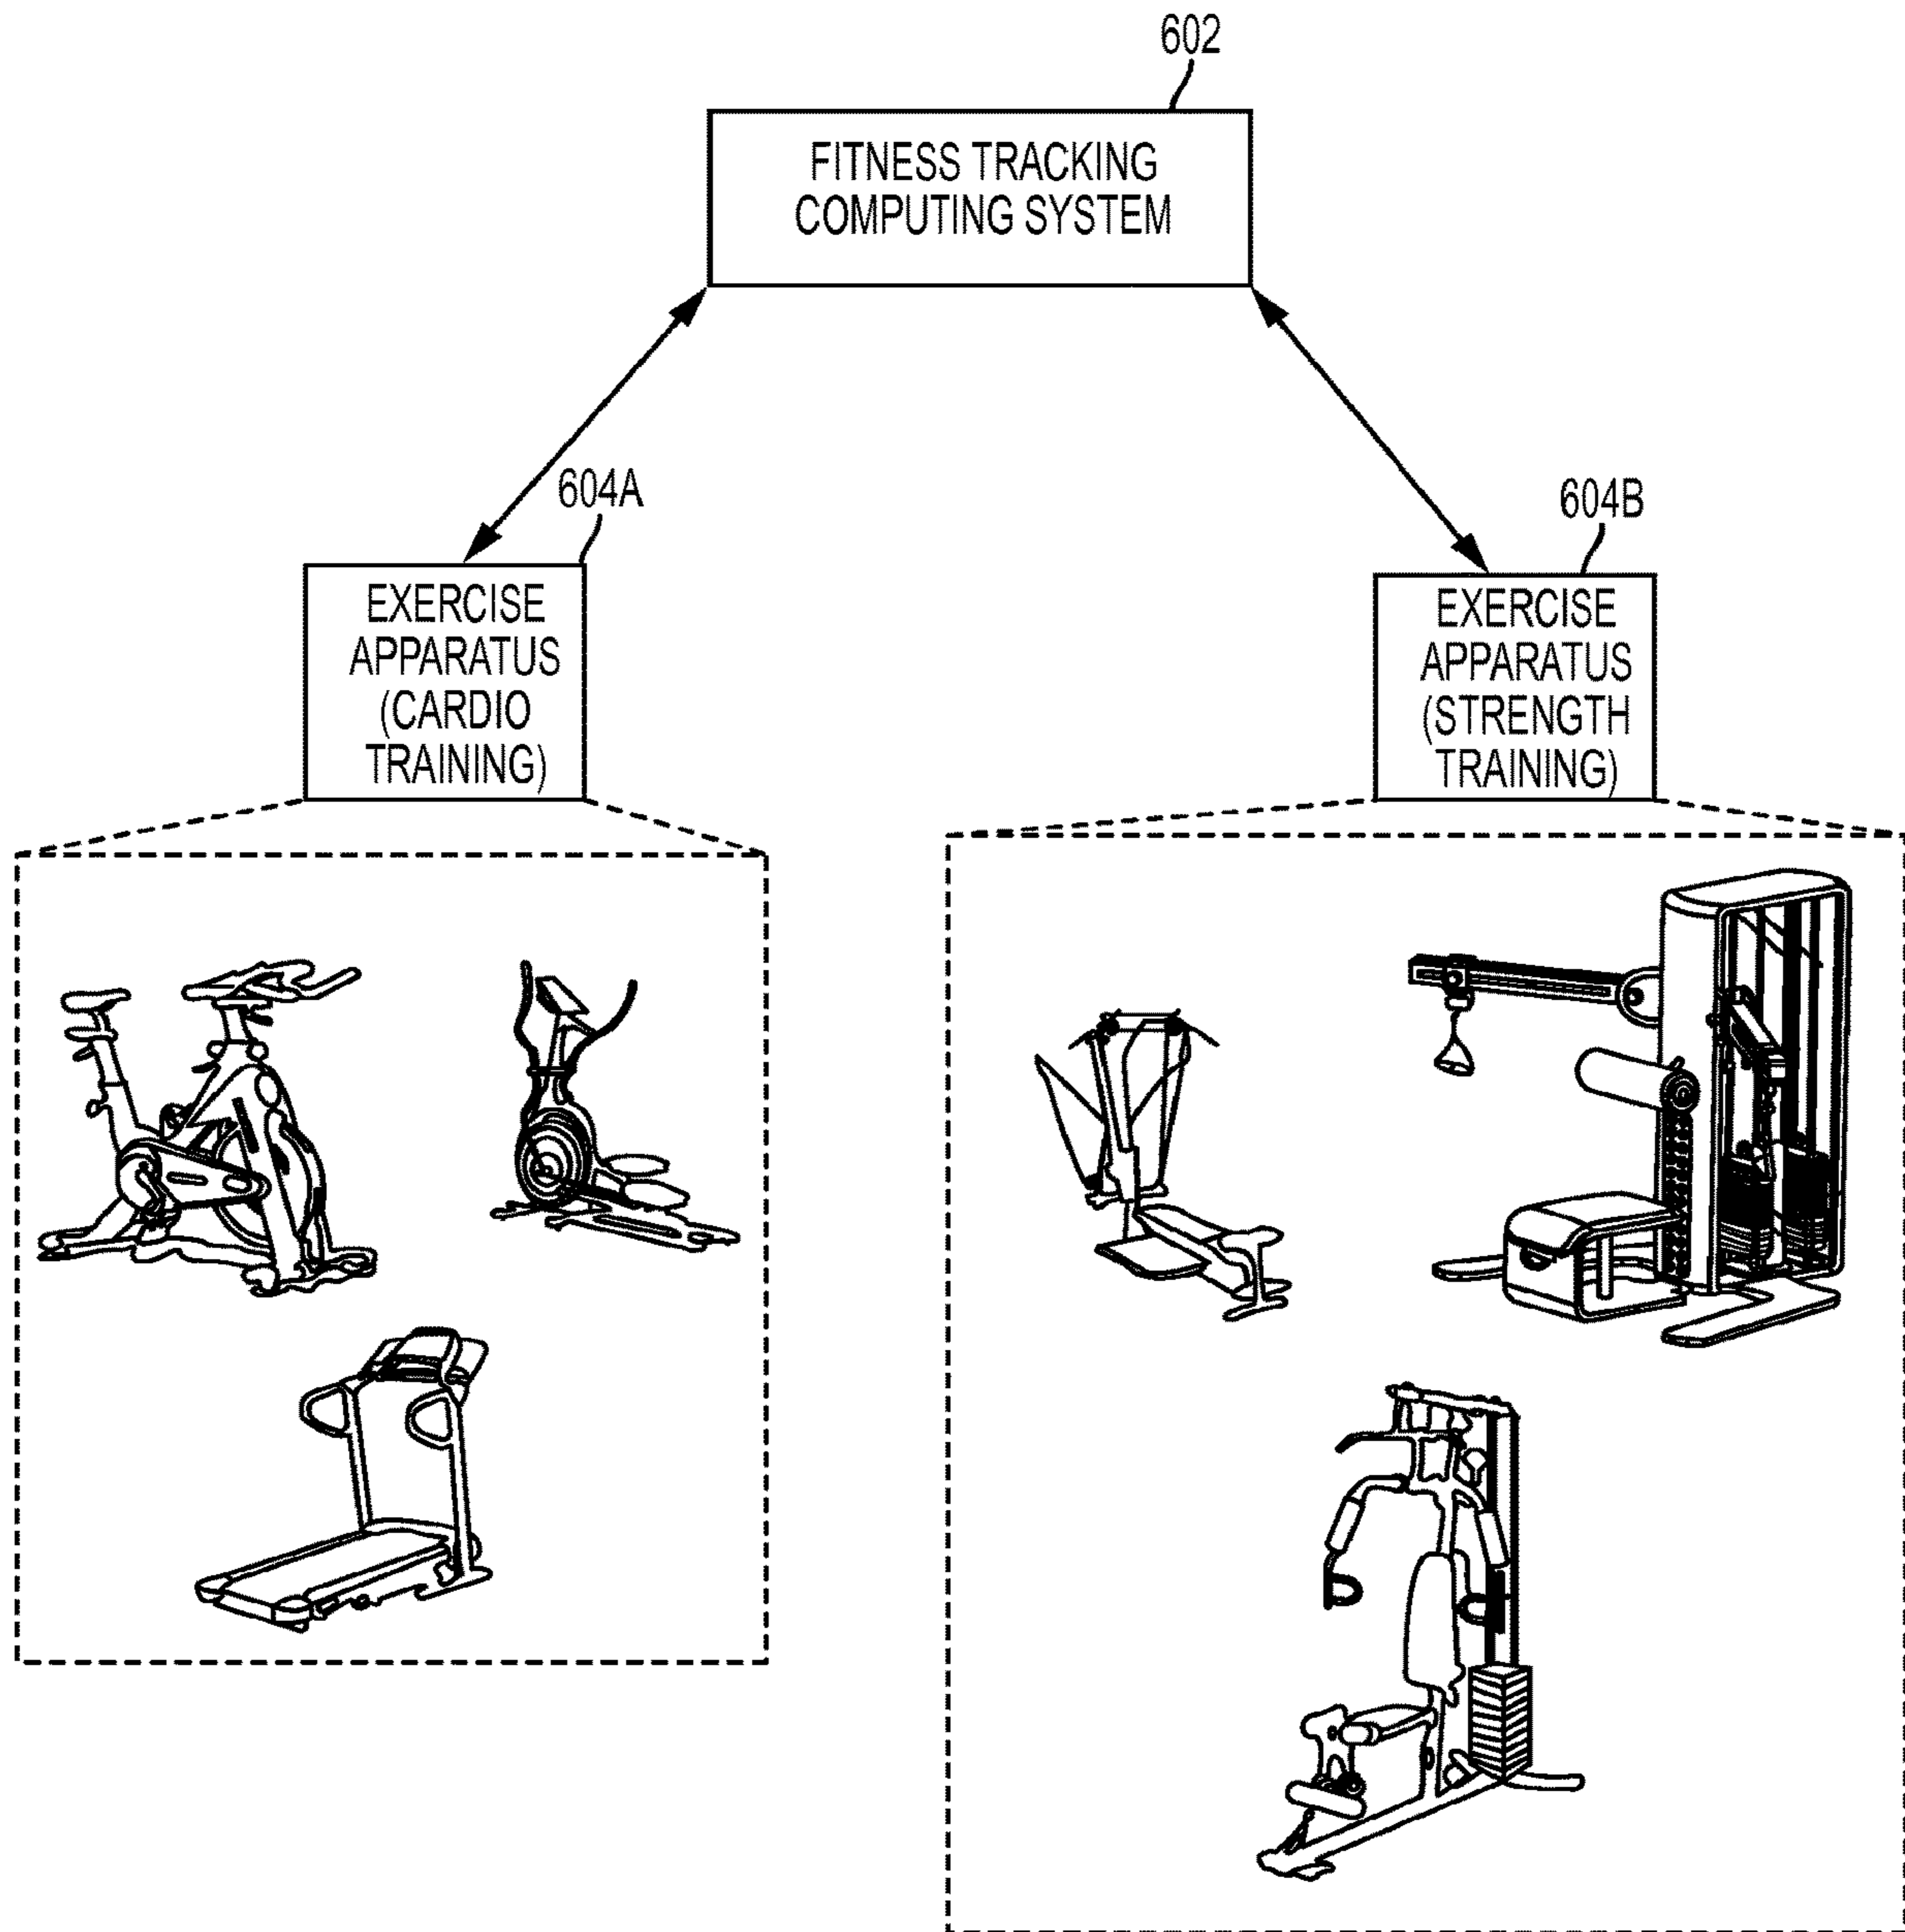 602
FITNESS TRACKING
COMPUTING SYSTEM
604A
EXERCISE
APPARATUS
(CARDIO
TRAINING)
604B
EXERCISE
APPARATUS
(STRENGTH
TRAINING)